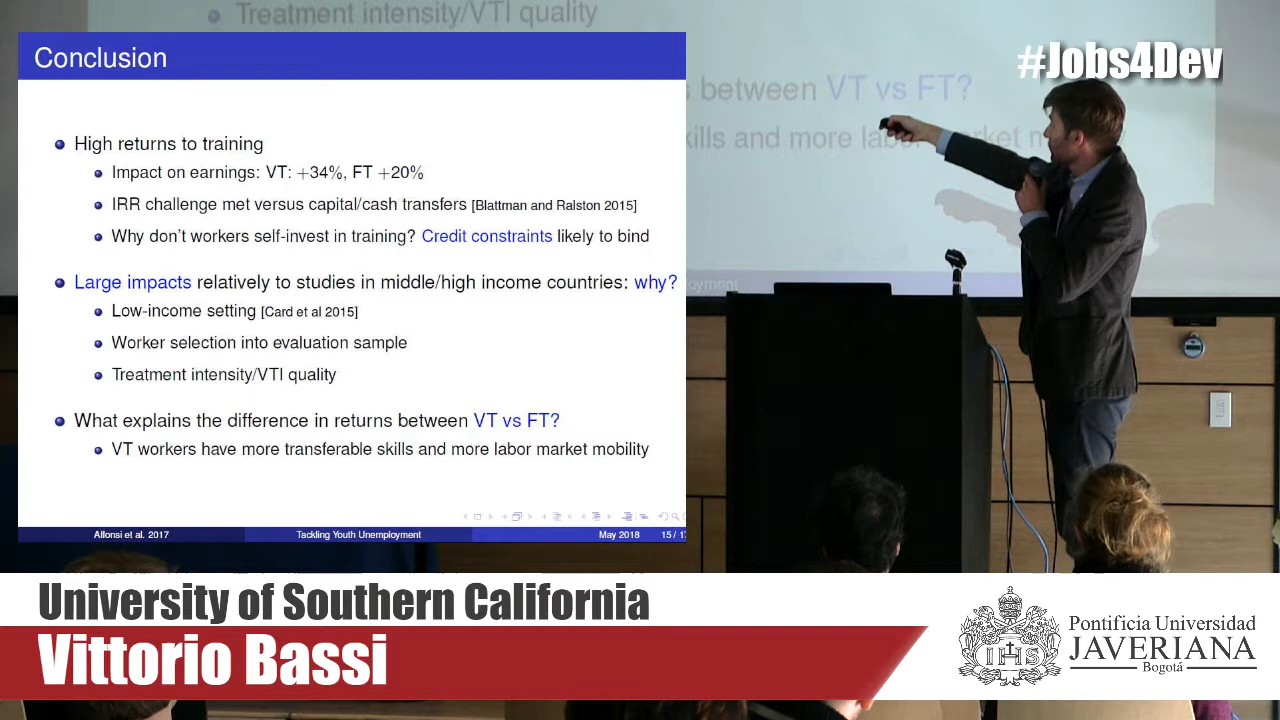 Treatment intensity/VTI quality
#Jobs4Dev
Conclusion
s between VT vs FT?
High returns to training
kills and more labor market m
Impact on earnings: VT: +34%, FT +20%
IRR challenge met versus capital/cash transfers [Blattman and Ralston 2015]
Why don't workers self-invest in training? Credit constraints likely to bind
Large impacts relatively to studies in middle/high income countries: why?
Low-income setting [Card et al 2015]
Worker selection into evaluation sample
Treatment intensity/VTI quality
What explains the difference in returns between VT vs FT?
VT workers have more transferable skills and more labor market mobility
Alfonsi et al. 2017 Tackling Youth Unemployment May 2018 15 / 1
University of Southern California
Vittorio Bassi
IHS
Pontificia Universidad
JAVERIANA
Bogotá